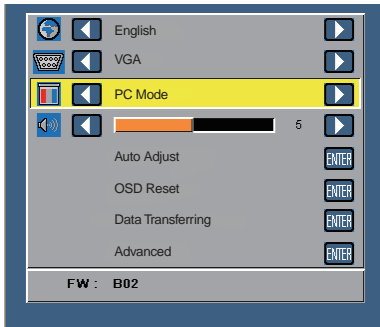 English
VGA
PC Mode
5
Auto Adjust ENTER
OSD Reset ENTER
Data Transferring ENTER
Advanced ENTER
FW : B02